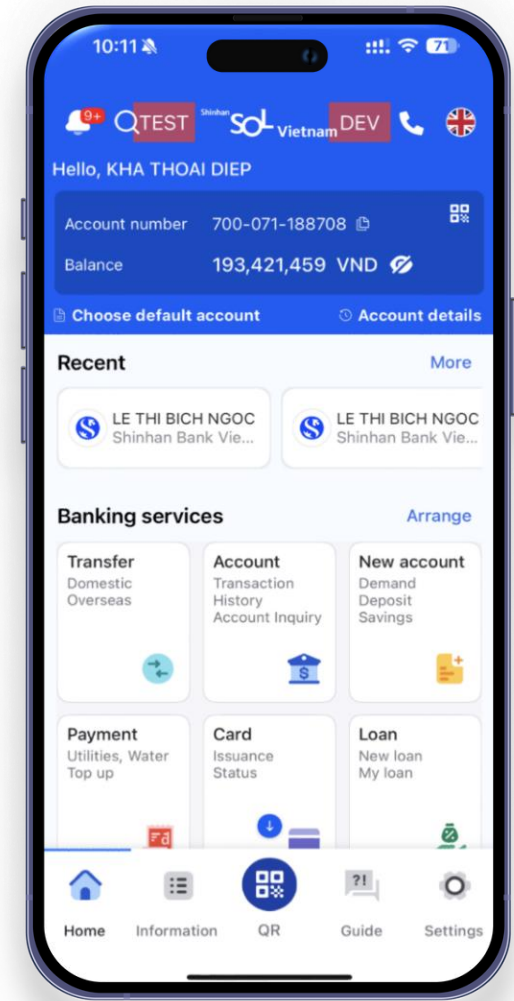 10:11
71
9+
TEST
Shinhan
SOL
Vietnam
DEV
Hello, KHA THOAI DIEP
Account number 700-071-188708
Balance 193,421,459 VND
Choose default account Account details
Recent More
LE THI BICH NGOC
Shinhan Bank Vie...
LE THI BICH NGOC
Shinhan Bank Vie...
Banking services Arrange
Transfer
Domestic
Overseas
Account
Transaction
History
Account Inquiry
$
New account
Demand
Deposit
Savings
Payment
Utilities, Water
Top up
Card
Issuance
Status
Loan
New loan
My loan
%
?!
Home Information QR Guide Settings